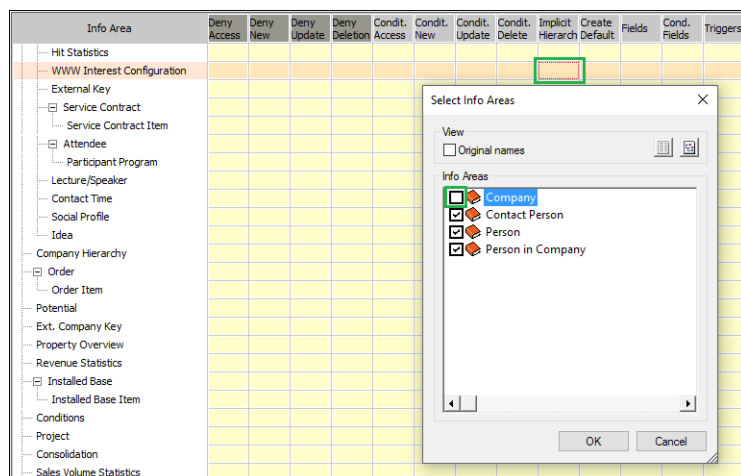 Info Area
Deny Access
Deny New
Deny Update
Deny Deletion
Condit. Access
Condit. New
Condit. Update
Condit. Delete
Implicit Hierarch
Create Default
Fields
Cond. Fields
Triggers
Hit Statistics
WWW Interest Configuration
External Key
Service Contract
Service Contract Item
Attendee
Participant Program
Lecture/Speaker
Contact Time
Social Profile
Idea
Company Hierarchy
Order
Order Item
Potential
Ext. Company Key
Property Overview
Revenue Statistics
Installed Base
Installed Base Item
Conditions
Project
Consolidation
Sales Volume Statistics
Select Info Areas
View
Original names
Info Areas
Company
Contact Person
Person
Person in Company
OK
Cancel